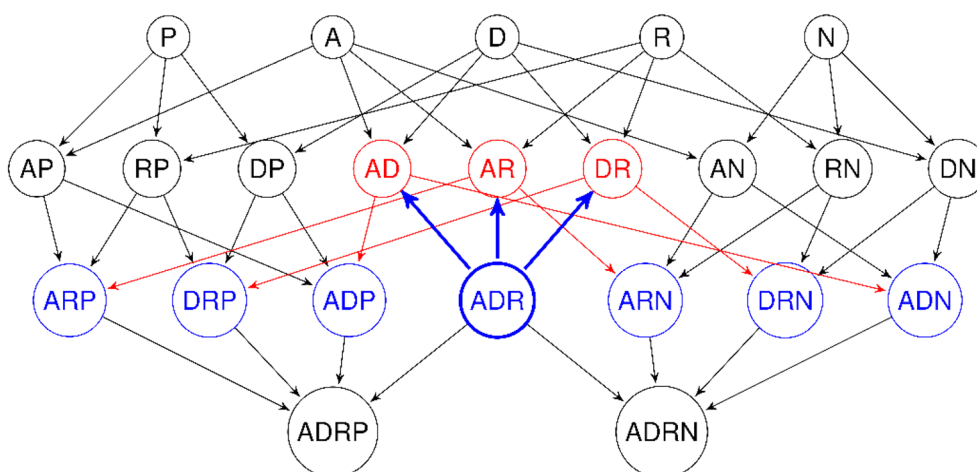 P A D R N
AP RP DP AD AR DR AN RN DN
ARP DRP ADP ADR ARN DRN ADN
ADRP ADRN